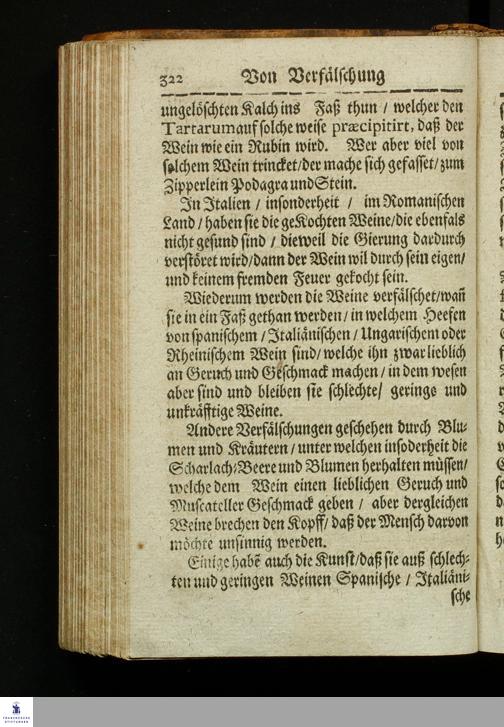 322 Von Verfälschung
ungelöschten Kalch ins Faß thun / welcher den
Tartarum auf solche weise præcipitirt, daß der
Wein wie ein Rubin wird. Wer aber viel von
solchem Wein trincket / der mache sich gefasset / zum
Zipperlein Podagra und Stein.
In Italien / insonderheit / im Romanischen
Land / haben sie die geKochten Weine / die ebenfals
nicht gesund sind / dieweil die Gierung dardurch
verstöret wird / dann der Wein wil durch sein eigen /
und keinem fremden Feuer gekocht sein.
Wiederum werden die Weine verfälschet / wañ
sie in ein Faß gethan werden / in welchem Heefen
von spanischem / Italiänischen / Ungarischem oder
Rheinischem Wein sind / welche ihn zwar lieblich
an Geruch und Geschmack machen / in dem wesen
aber sind und bleiben sie schlechte / geringe und
unkräfftige Weine.
Andere Verfälschungen geschehen durch Blu-
men und Kräutern / unter welchen insoderheit die
Scharlach-Beere und Blumen herhalten müssen /
welche dem Wein einen lieblichen Geruch und
Muscateller Geschmack geben / aber dergleichen
Weine brechen den Kopff / daß der Mensch darvon
möchte unsinnig werden.
Einige habẽ auch die Kunst / daß sie auß schlech-
ten und geringen Weinen Spanische / Italiäni-
sche
FRANCKESCHE
STIFTUNGEN